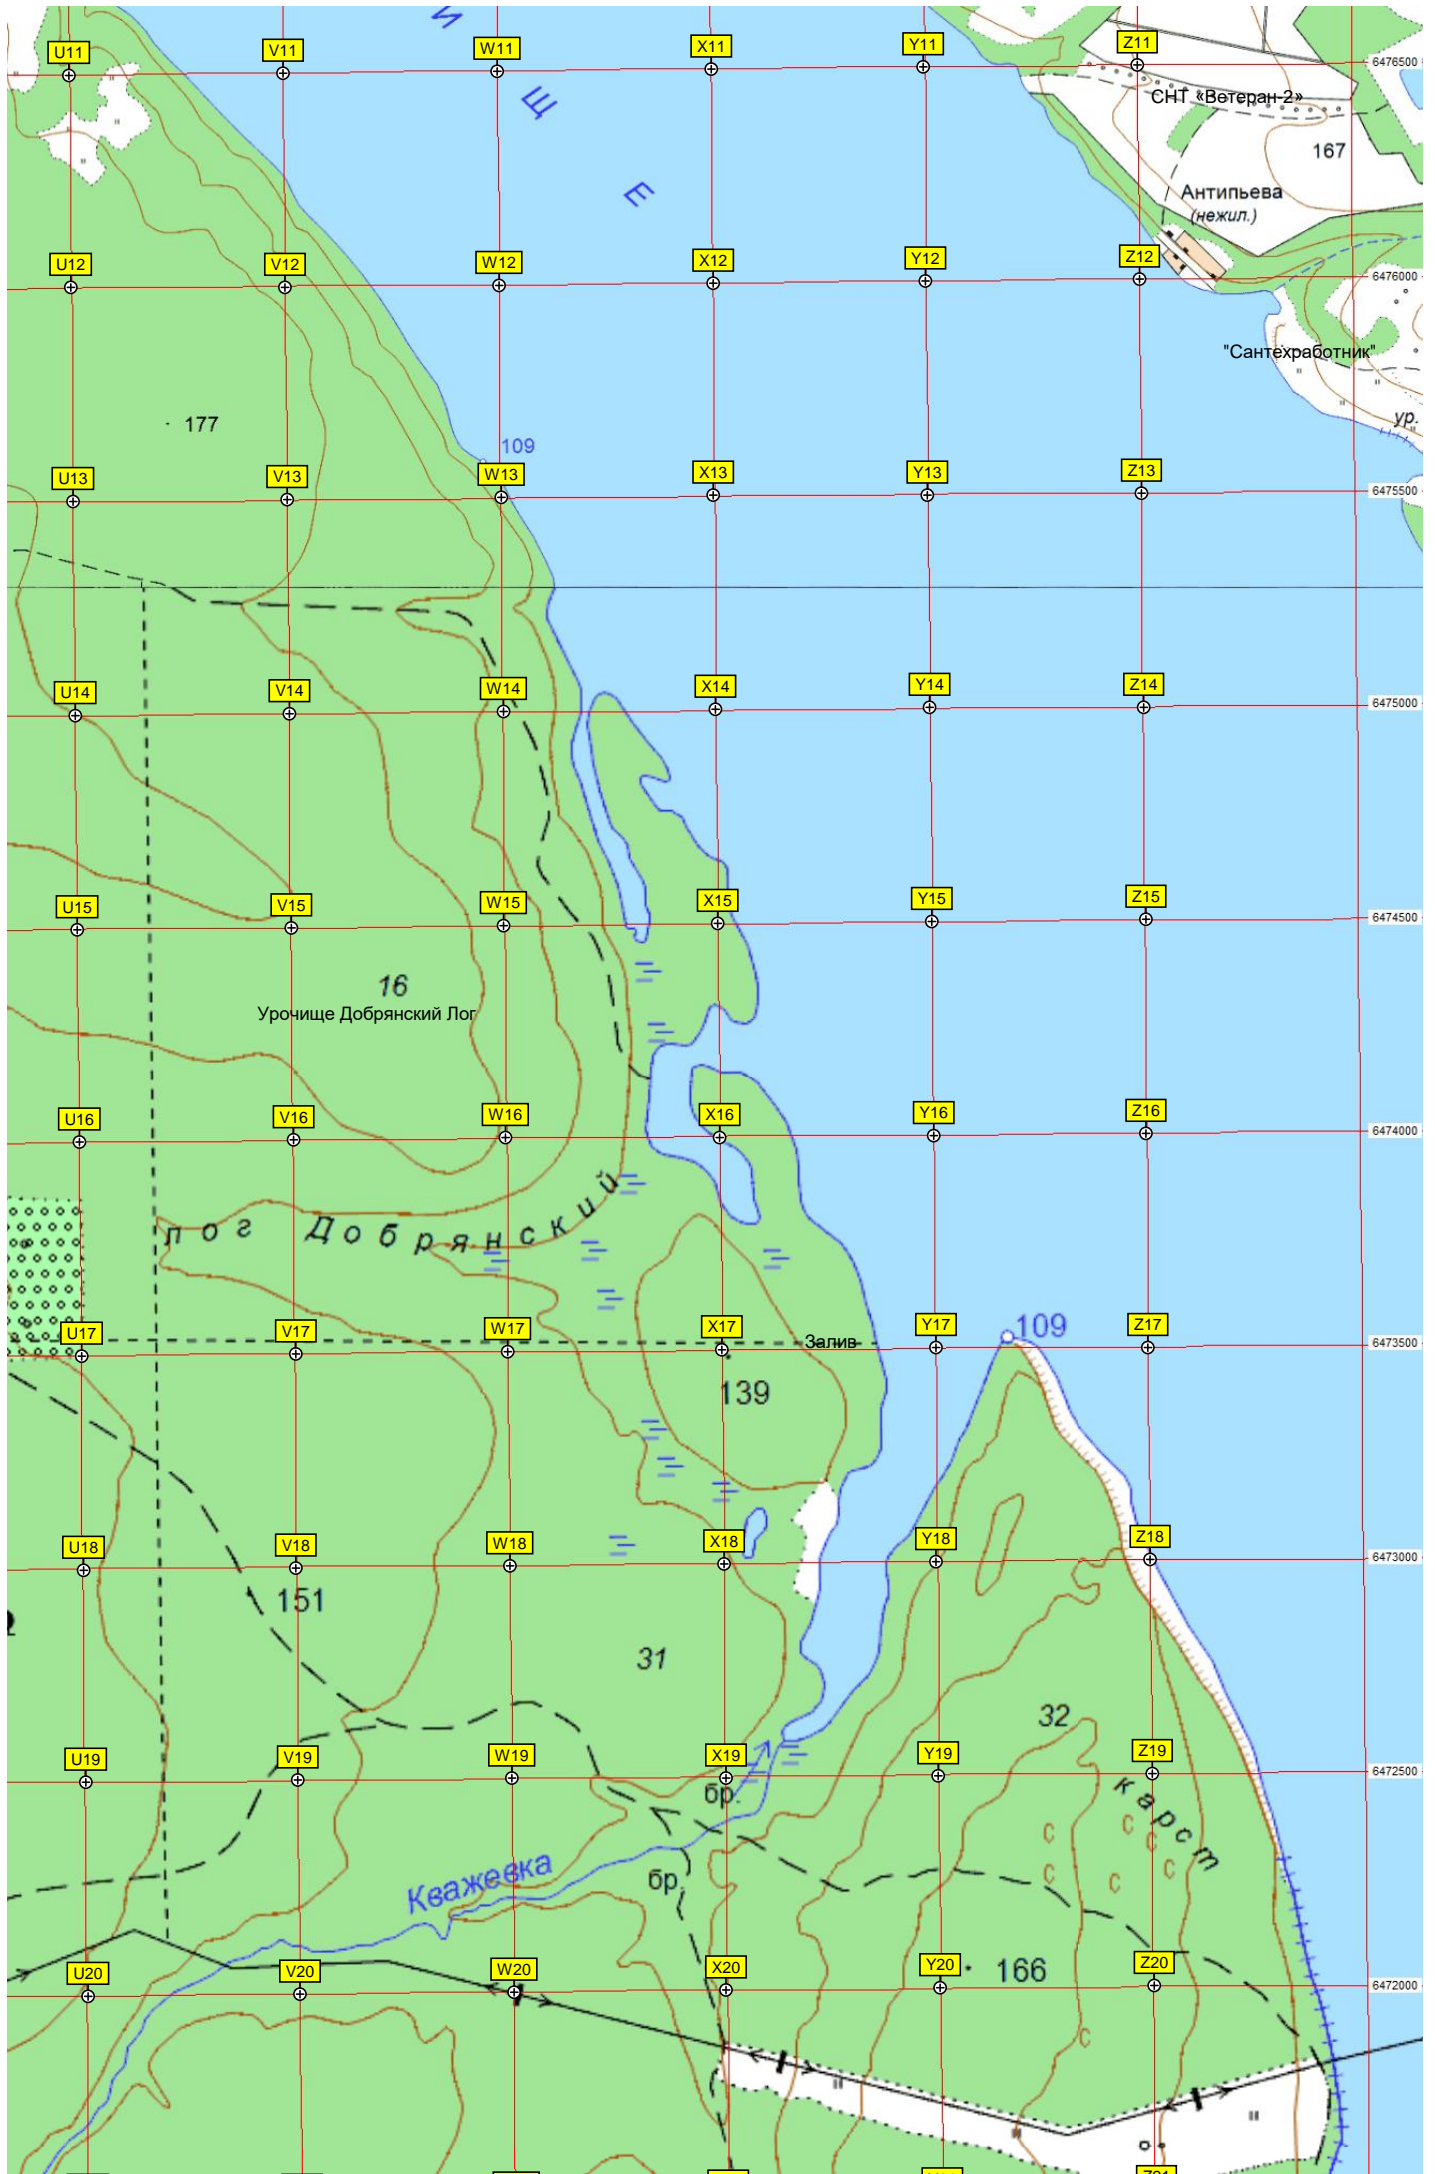 И
U11 V11 W11 X11 Y11 Z11
6476500
Щ
СНТ «Ветеран-2»
167
Е
Антипьева
(нежил.)
U12 V12 W12 X12 Y12 Z12
6476000
"Сантехработник"
177
ур.
109
U13 V13 W13 X13 Y13 Z13
6475500
U14 V14 W14 X14 Y14 Z14
6475000
U15 V15 W15 X15 Y15 Z15
6474500
16
Урочище Добрянский Лог
U16 V16 W16 X16 Y16 Z16
6474000
лог Добрянский
U17 V17 W17 X17 Y17 Z17
109
Залив
6473500
139
U18 V18 W18 X18 Y18 Z18
6473000
151
31
32
U19 V19 W19 X19 Y19 Z19
6472500
бр.
карст
С С С
С С С
Кважевка
бр.
U20 V20 W20 X20 Y20 Z20
166
6472000
С